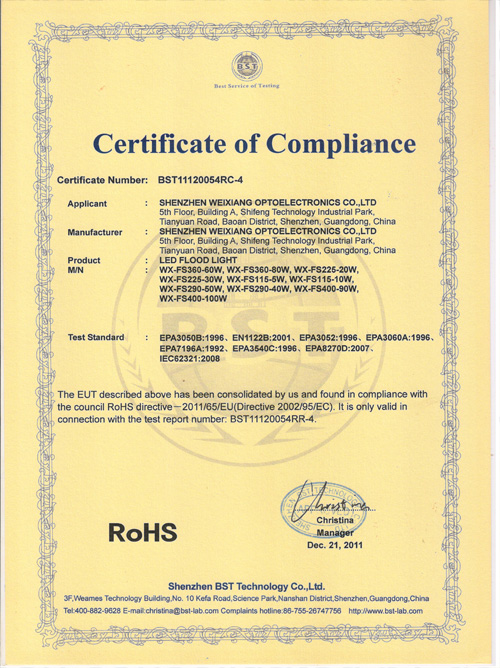 BST
Best Service of Testing
Certificate of Compliance
Certificate Number: BST11120054RC-4
Applicant : SHENZHEN WEIXIANG OPTOELECTRONICS CO.,LTD
5th Floor, Building A, Shifeng Technology Industrial Park,
Tianyuan Road, Baoan District, Shenzhen, Guangdong, China
Manufacturer : SHENZHEN WEIXIANG OPTOELECTRONICS CO.,LTD
5th Floor, Building A, Shifeng Technology Industrial Park,
Tianyuan Road, Baoan District, Shenzhen, Guangdong, China
Product : LED FLOOD LIGHT
M/N : WX-FS360-60W, WX-FS360-80W, WX-FS225-20W,
WX-FS225-30W, WX-FS115-5W, WX-FS115-10W,
WX-FS290-50W, WX-FS290-40W, WX-FS400-90W,
WX-FS400-100W
BST
Test Standard : EPA3050B:1996、EN1122B:2001、EPA3052:1996、EPA3060A:1996、
EPA7196A:1992、EPA3540C:1996、EPA8270D:2007、
IEC62321:2008
The EUT described above has been consolidated by us and found in compliance with
the council RoHS directive－2011/65/EU(Directive 2002/95/EC). It is only valid in
connection with the test report number: BST11120054RR-4.
RoHS
Christina
Manager
Dec. 21, 2011
Shenzhen BST Technology Co.,Ltd.
3F,Weames Technology Building,No. 10 Kefa Road,Science Park,Nanshan District,Shenzhen,Guangdong,China
Tel:400-882-9628 E-mail:christina@bst-lab.com Complaints hotline:86-755-26747756 http://www.bst-lab.com